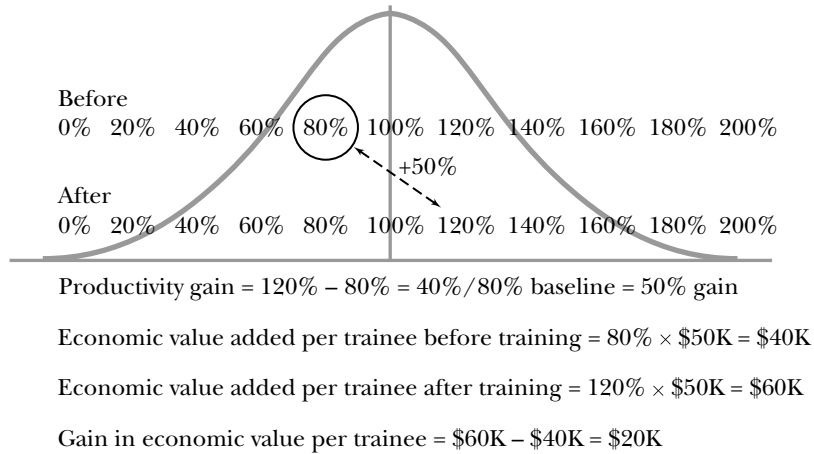 Before
0% 20% 40% 60% 80% 100% 120% 140% 160% 180% 200%
+50%
After
0% 20% 40% 60% 80% 100% 120% 140% 160% 180% 200%
Productivity gain = 120% – 80% = 40%/80% baseline = 50% gain
Economic value added per trainee before training = 80% × $50K = $40K
Economic value added per trainee after training = 120% × $50K = $60K
Gain in economic value per trainee = $60K – $40K = $20K